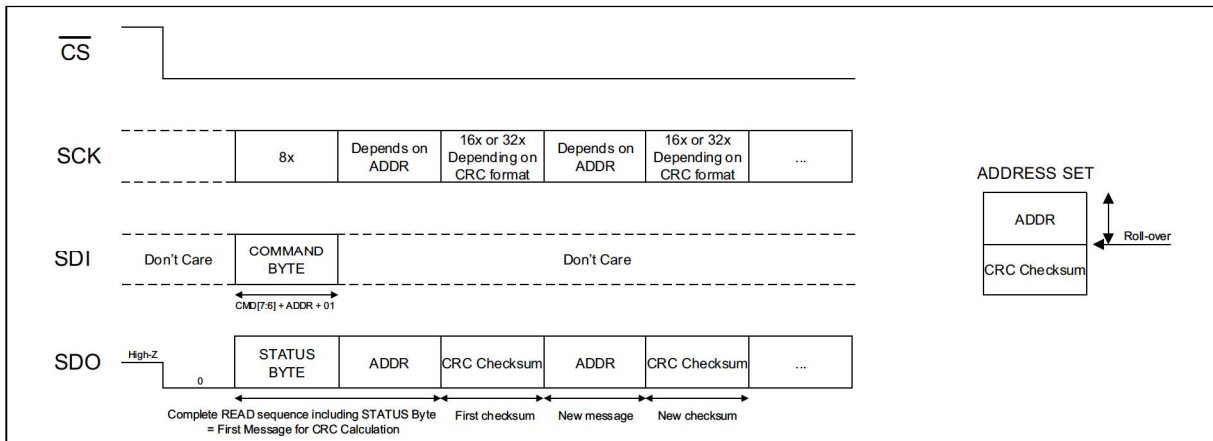 CS
SCK
8x
Depends on
ADDR
16x or 32x
Depending on
CRC format
Depends on
ADDR
16x or 32x
Depending on
CRC format
...
SDI
Don't Care
COMMAND
BYTE
Don't Care
CMD[7:6] + ADDR + 01
SDO
High-Z
0
STATUS
BYTE
ADDR
CRC Checksum
ADDR
CRC Checksum
...
Complete READ sequence including STATUS Byte
= First Message for CRC Calculation
First checksum
New message
New checksum
ADDRESS SET
ADDR
Roll-over
CRC Checksum